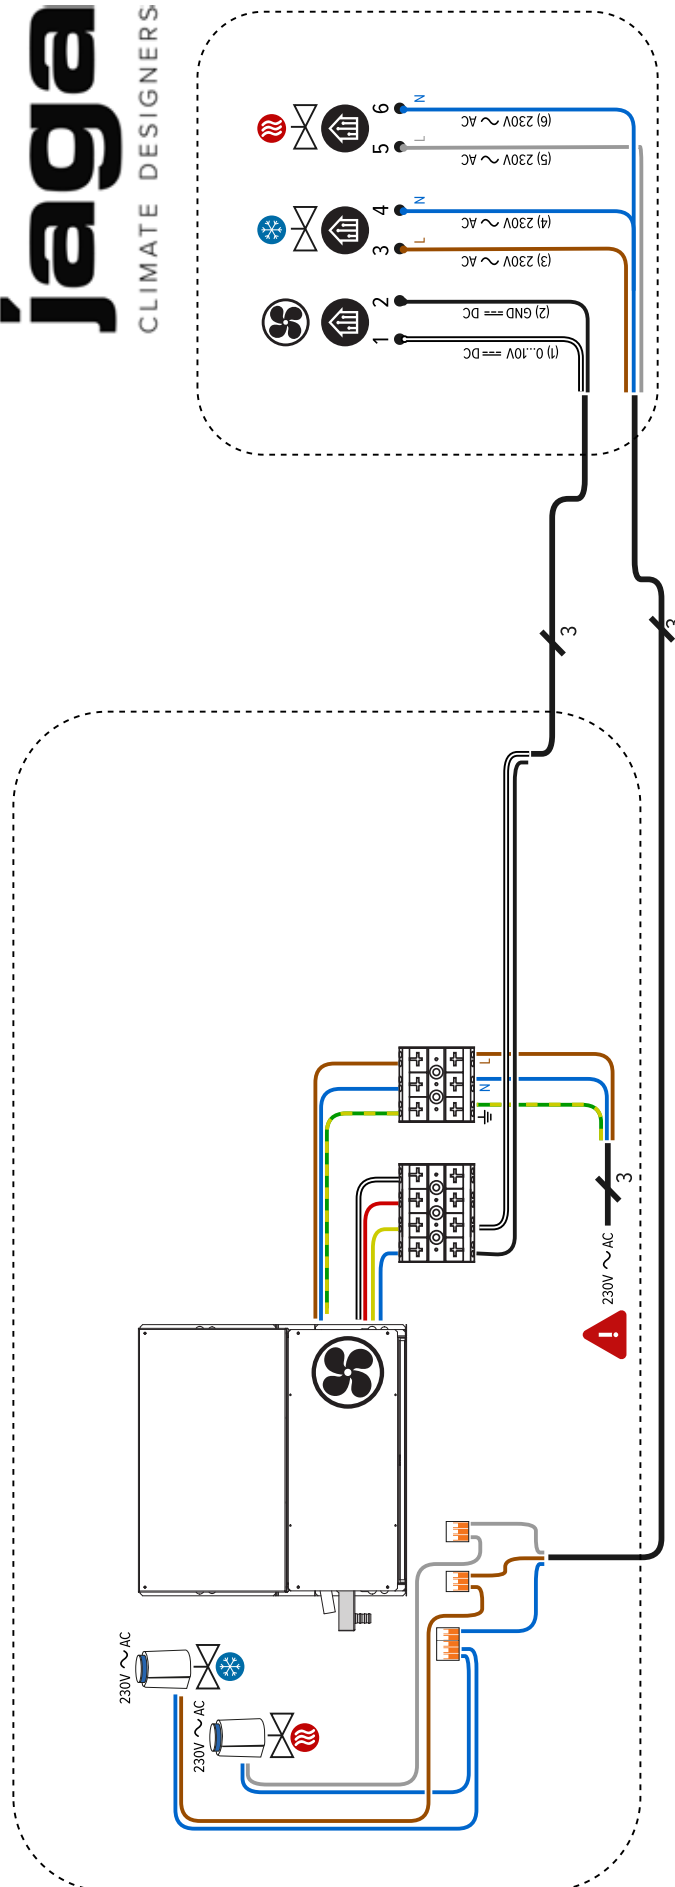 jaga
CLIMATE DESIGNERS
6
N
(6) 230V ~ AC
5
L
(5) 230V ~ AC
4
N
(4) 230V ~ AC
3
L
(3) 230V ~ AC
2
(2) GND ⎓ DC
1
(1) 0...10V ⎓ DC
3
3
L
N
3
230V ~ AC
!
230V ~ AC
230V ~ AC